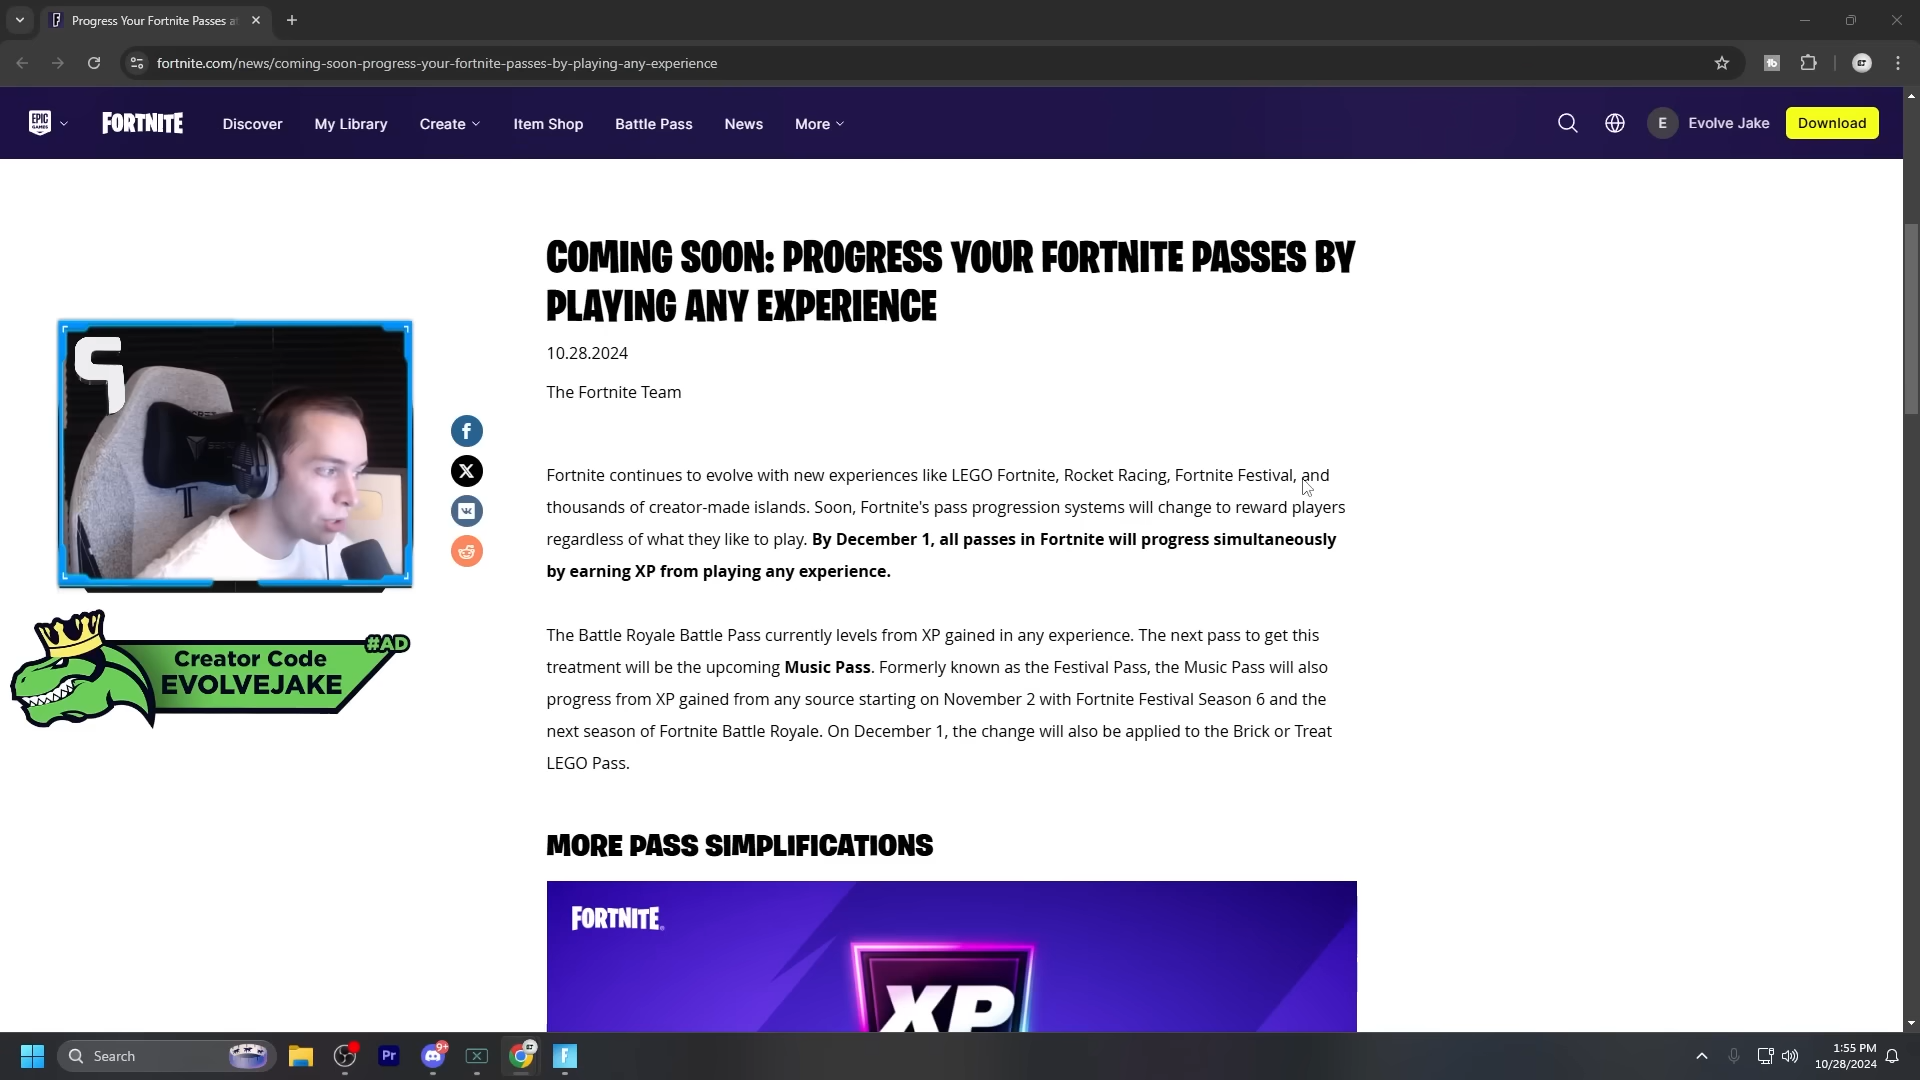 Progress Your Fortnite Passes a
fortnite.com/news/coming-soon-progress-your-fortnite-passes-by-playing-any-experience
EPIC GAMES
FORTNITE
Discover
My Library
Create
Item Shop
Battle Pass
News
More
E
Evolve Jake
Download
COMING SOON: PROGRESS YOUR FORTNITE PASSES BY
PLAYING ANY EXPERIENCE
10.28.2024
The Fortnite Team
Fortnite continues to evolve with new experiences like LEGO Fortnite, Rocket Racing, Fortnite Festival, and
thousands of creator-made islands. Soon, Fortnite's pass progression systems will change to reward players
regardless of what they like to play. By December 1, all passes in Fortnite will progress simultaneously
by earning XP from playing any experience.
The Battle Royale Battle Pass currently levels from XP gained in any experience. The next pass to get this
treatment will be the upcoming Music Pass. Formerly known as the Festival Pass, the Music Pass will also
progress from XP gained from any source starting on November 2 with Fortnite Festival Season 6 and the
next season of Fortnite Battle Royale. On December 1, the change will also be applied to the Brick or Treat
LEGO Pass.
MORE PASS SIMPLIFICATIONS
FORTNITE
XP
#AD
Creator Code
EVOLVEJAKE
Search
Pr
9+
1:55 PM
10/28/2024